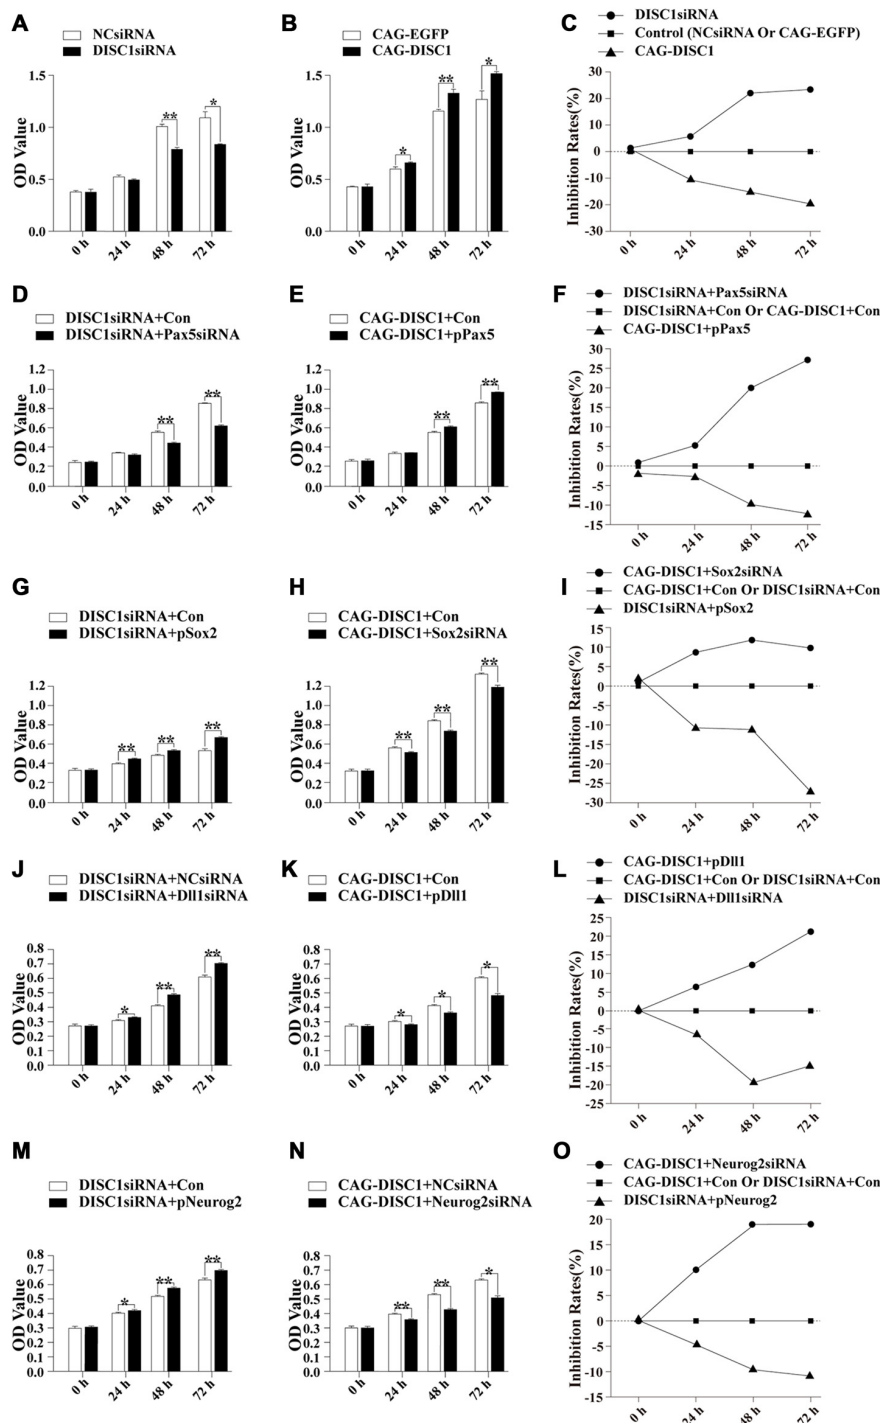 A
NCsiRNA
DISC1siRNA
OD Value
1.5
1.0
0.5
0.0
**
*
0 h
24 h
48 h
72 h
B
CAG-EGFP
CAG-DISC1
OD Value
1.5
1.0
0.5
0.0
*
**
*
0 h
24 h
48 h
72 h
C
DISC1siRNA
Control (NCsiRNA Or CAG-EGFP)
CAG-DISC1
Inhibition Rates(%)
30
20
10
0
-10
-20
-30
0 h
24 h
48 h
72 h
D
DISC1siRNA+Con
DISC1siRNA+Pax5siRNA
OD Value
1.2
1.0
0.8
0.6
0.4
0.2
0.0
**
**
0 h
24 h
48 h
72 h
E
CAG-DISC1+Con
CAG-DISC1+pPax5
OD Value
1.2
1.0
0.8
0.6
0.4
0.2
0.0
**
**
0 h
24 h
48 h
72 h
F
DISC1siRNA+Pax5siRNA
DISC1siRNA+Con Or CAG-DISC1+Con
CAG-DISC1+pPax5
Inhibition Rates(%)
30
25
20
15
10
5
0
-5
-10
-15
0 h
24 h
48 h
72 h
G
DISC1siRNA+Con
DISC1siRNA+pSox2
OD Value
1.2
1.0
0.8
0.6
0.4
0.2
0.0
**
**
**
0 h
24 h
48 h
72 h
H
CAG-DISC1+Con
CAG-DISC1+Sox2siRNA
OD Value
1.2
1.0
0.8
0.6
0.4
0.2
0.0
**
**
**
0 h
24 h
48 h
72 h
I
CAG-DISC1+Sox2siRNA
CAG-DISC1+Con Or DISC1siRNA+Con
DISC1siRNA+pSox2
Inhibition Rates(%)
15
10
5
0
-5
-10
-15
-20
-25
-30
0 h
24 h
48 h
72 h
J
DISC1siRNA+NCsiRNA
DISC1siRNA+Dll1siRNA
OD Value
0.8
0.7
0.6
0.5
0.4
0.3
0.2
0.1
0.0
*
**
**
0 h
24 h
48 h
72 h
K
CAG-DISC1+Con
CAG-DISC1+pDll1
OD Value
0.8
0.7
0.6
0.5
0.4
0.3
0.2
0.1
0.0
*
*
*
0 h
24 h
48 h
72 h
L
CAG-DISC1+pDll1
CAG-DISC1+Con Or DISC1siRNA+Con
DISC1siRNA+Dll1siRNA
Inhibition Rates(%)
25
20
15
10
5
0
-5
-10
-15
-20
-25
0 h
24 h
48 h
72 h
M
DISC1siRNA+Con
DISC1siRNA+pNeurog2
OD Value
0.8
0.7
0.6
0.5
0.4
0.3
0.2
0.1
0.0
*
**
**
0 h
24 h
48 h
72 h
N
CAG-DISC1+NCsiRNA
CAG-DISC1+Neurog2siRNA
OD Value
0.8
0.7
0.6
0.5
0.4
0.3
0.2
0.1
0.0
**
**
*
0 h
24 h
48 h
72 h
O
CAG-DISC1+Neurog2siRNA
CAG-DISC1+Con Or DISC1siRNA+Con
DISC1siRNA+pNeurog2
Inhibition Rates(%)
20
15
10
5
0
-5
-10
-15
0 h
24 h
48 h
72 h